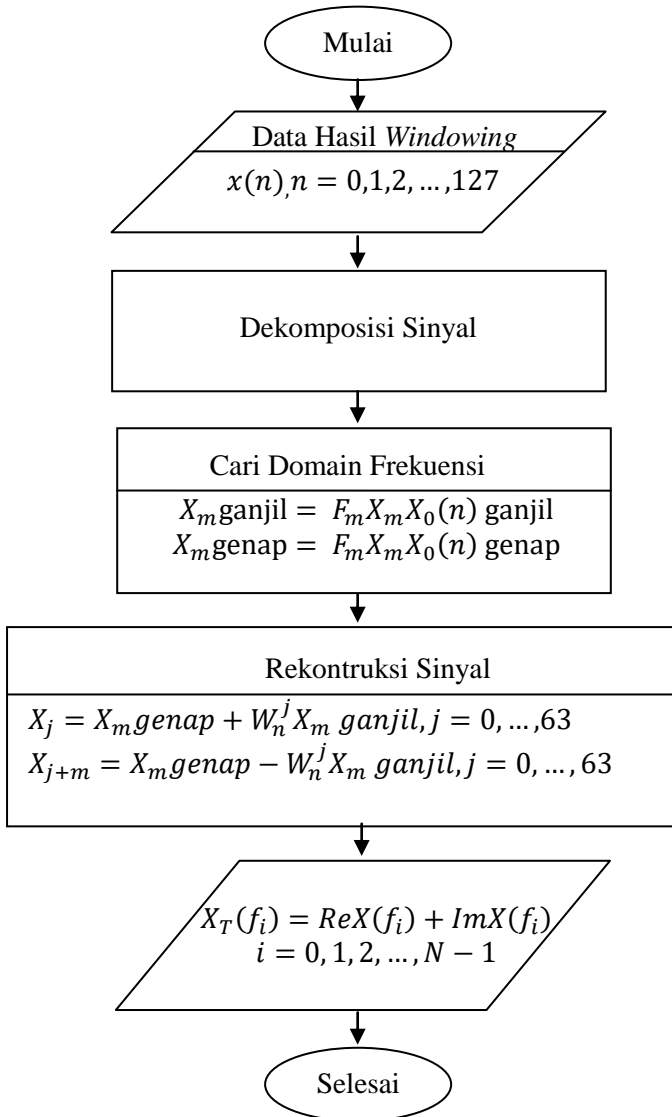 Mulai
Data Hasil Windowing
x(n),n = 0,1,2, …,127
Dekomposisi Sinyal
Cari Domain Frekuensi
X_m ganjil = F_m X_m X_0(n) ganjil
X_m genap = F_m X_m X_0(n) genap
Rekontruksi Sinyal
X_j = X_m genap + W_n^j X_m ganjil, j = 0, …,63
X_{j+m} = X_m genap − W_n^j X_m ganjil, j = 0, …, 63
X_T(f_i) = ReX(f_i) + ImX(f_i)
i = 0, 1, 2, …, N − 1
Selesai